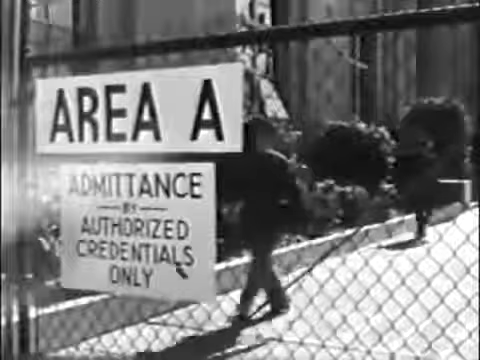 AREA A
ADMITTANCE
BY
AUTHORIZED
CREDENTIALS
ONLY